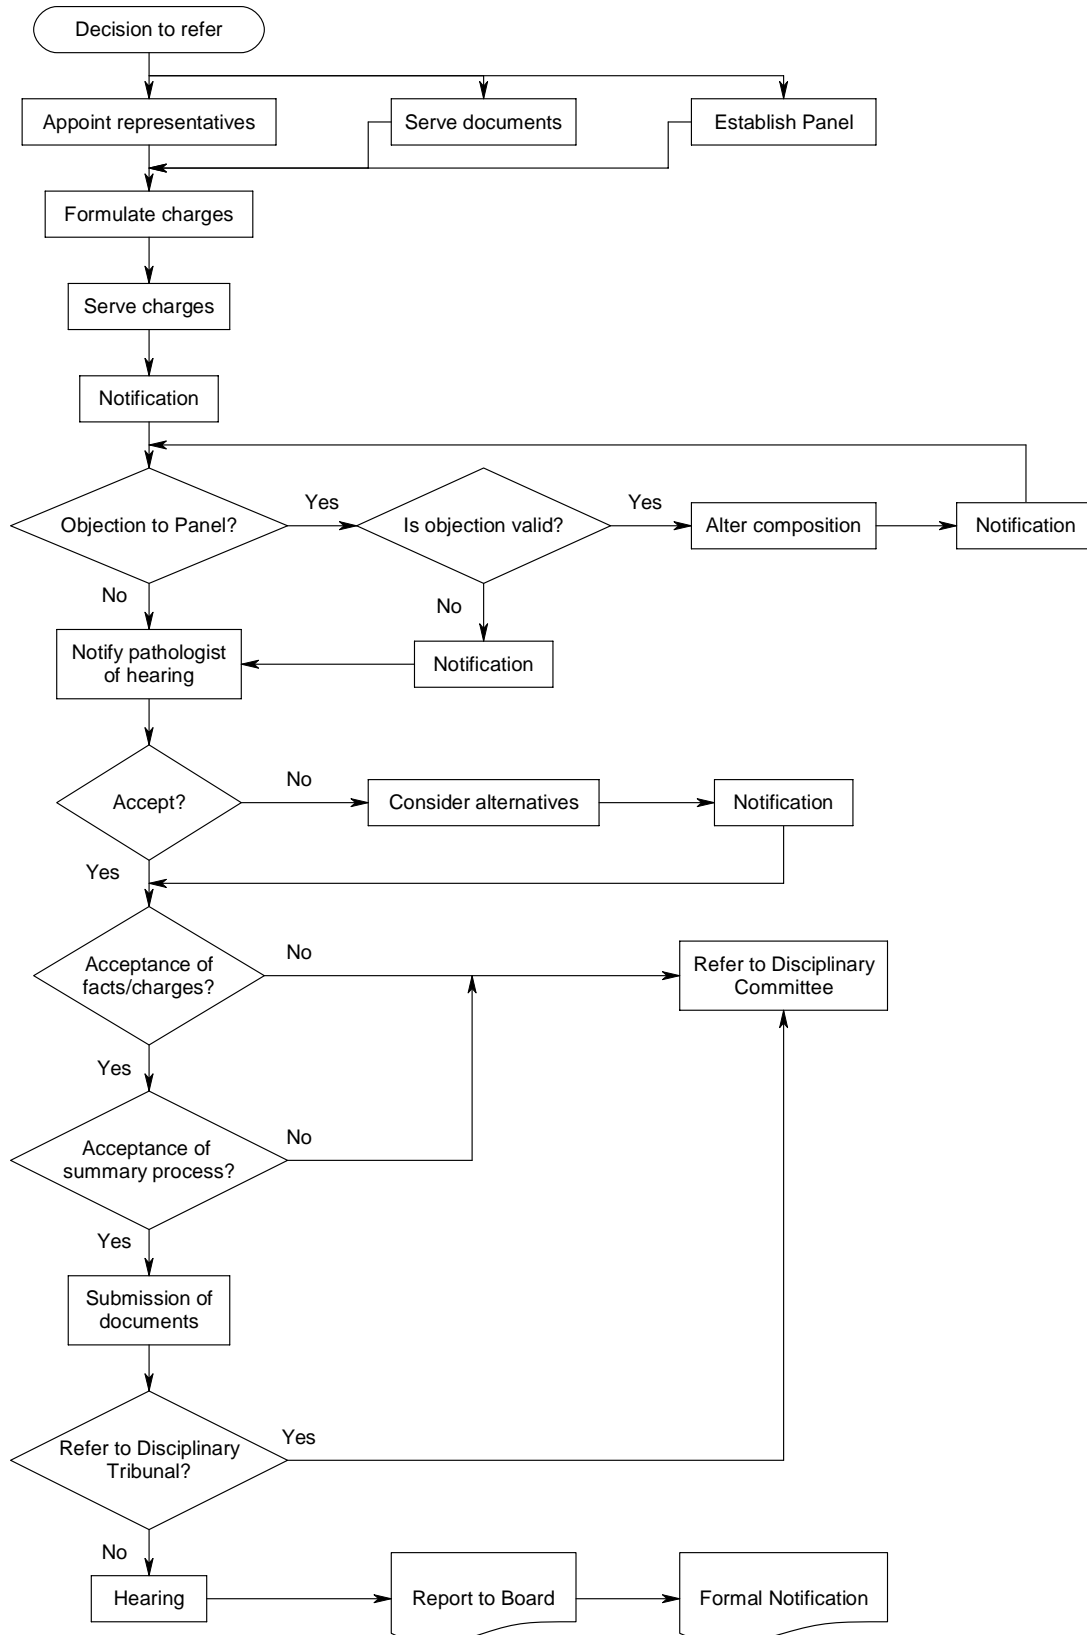 Decision to refer
Appoint representatives
Serve documents
Establish Panel
Formulate charges
Serve charges
Notification
Objection to Panel?
Yes
Is objection valid?
Yes
Alter composition
Notification
No
No
Notify pathologist
of hearing
Notification
Accept?
No
Consider alternatives
Notification
Yes
Acceptance of
facts/charges?
No
Refer to Disciplinary
Committee
Yes
Acceptance of
summary process?
No
Yes
Submission of
documents
Refer to Disciplinary
Tribunal?
Yes
No
Hearing
Report to Board
Formal Notification